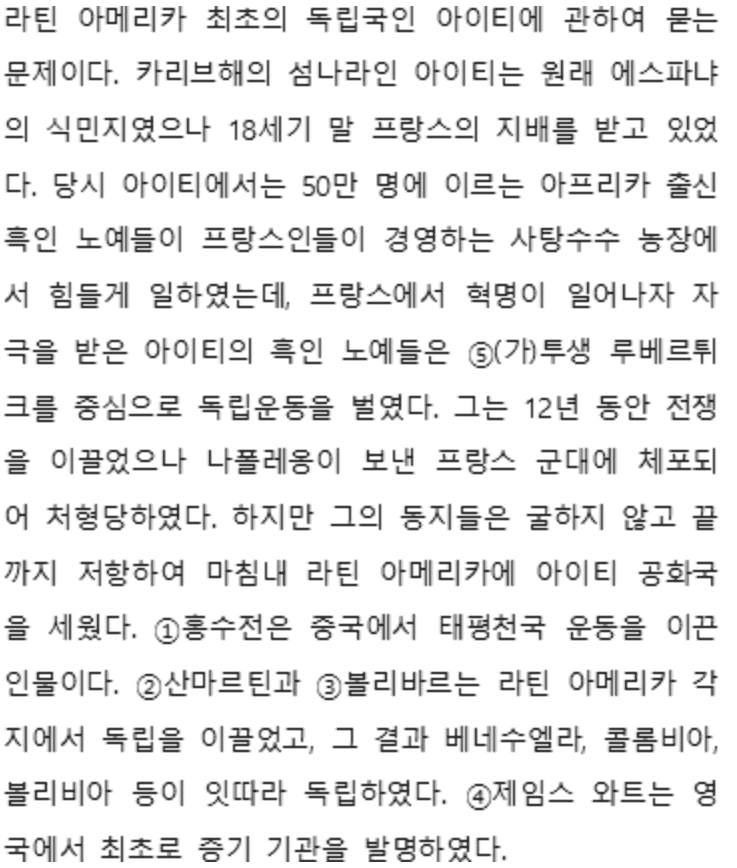 라틴 아메리카 최초의 독립국인 아이티에 관하여 묻는
문제이다. 카리브해의 섬나라인 아이티는 원래 에스파냐
의 식민지였으나 18세기 말 프랑스의 지배를 받고 있었
다. 당시 아이티에서는 50만 명에 이르는 아프리카 출신
흑인 노예들이 프랑스인들이 경영하는 사탕수수 농장에
서 힘들게 일하였는데, 프랑스에서 혁명이 일어나자 자
극을 받은 아이티의 흑인 노예들은 ⑤(가)투생 루베르튀
크를 중심으로 독립운동을 벌였다. 그는 12년 동안 전쟁
을 이끌었으나 나폴레옹이 보낸 프랑스 군대에 체포되
어 처형당하였다. 하지만 그의 동지들은 굴하지 않고 끝
까지 저항하여 마침내 라틴 아메리카에 아이티 공화국
을 세웠다. ①홍수전은 중국에서 태평천국 운동을 이끈
인물이다. ②산마르틴과 ③볼리바르는 라틴 아메리카 각
지에서 독립을 이끌었고, 그 결과 베네수엘라, 콜롬비아,
볼리비아 등이 잇따라 독립하였다. ④제임스 와트는 영
국에서 최초로 증기 기관을 발명하였다.